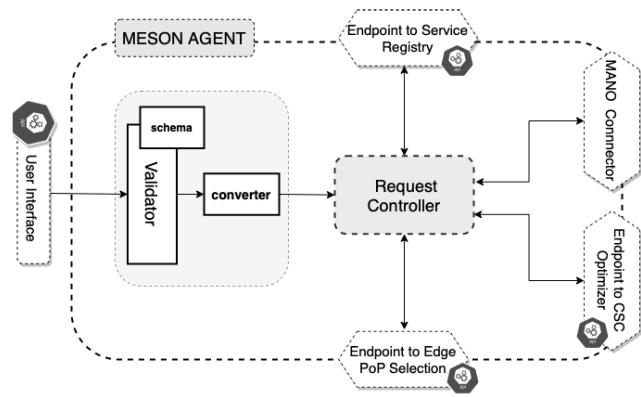 MESON AGENT
Endpoint to Service
Registry
MANO Connnector
User Interface
schema
Validator
converter
Request
Controller
Endpoint to CSC
Optimizer
Endpoint to Edge
PoP Selection